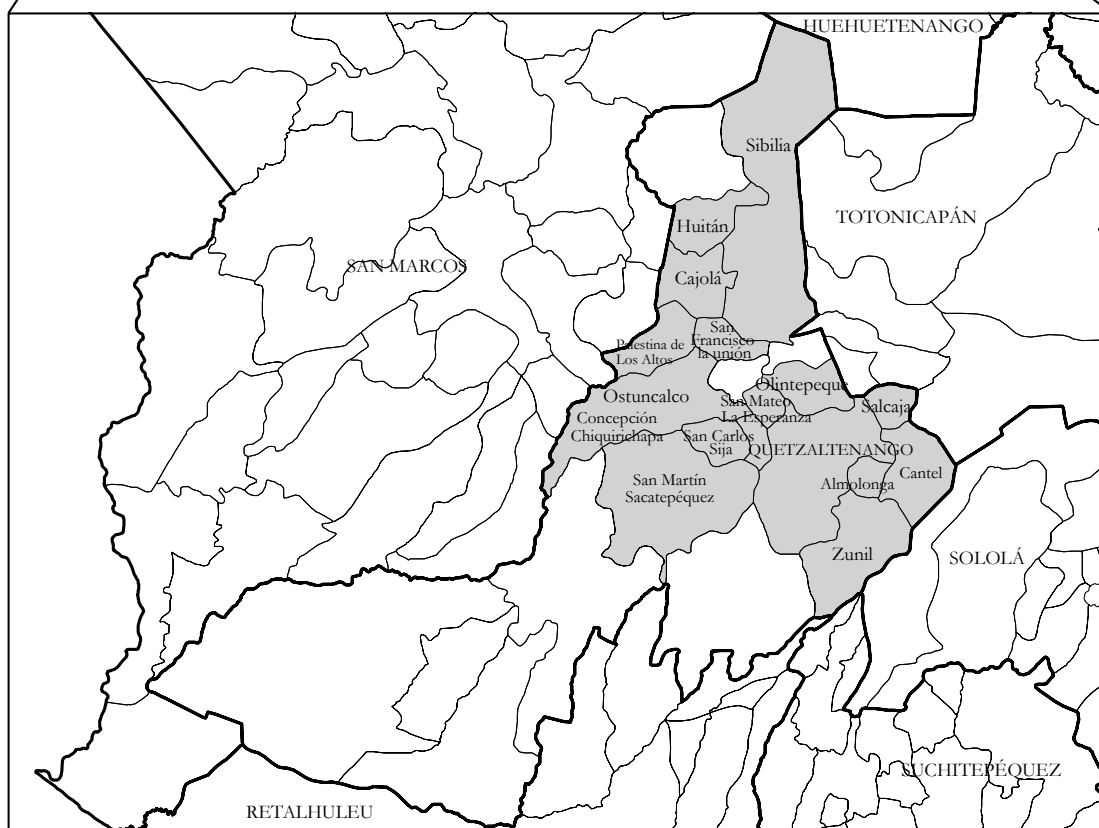 HUEHUETENANGO
Sibilia
TOTONICAPÁN
Huitán
SAN MARCOS
Cajolá
San
Francisco
la unión
Palestina de
Los Altos
Olintepeque
Ostuncalco
San Mateo
La Esperanza
Salcaja
Concepción
Chiquirichapa
San Carlos
Sija
QUETZALTENANGO
Cantel
Almolonga
San Martín
Sacatepéquez
Zunil
SOLOLÁ
SUCHITEPÉQUEZ
RETALHULEU